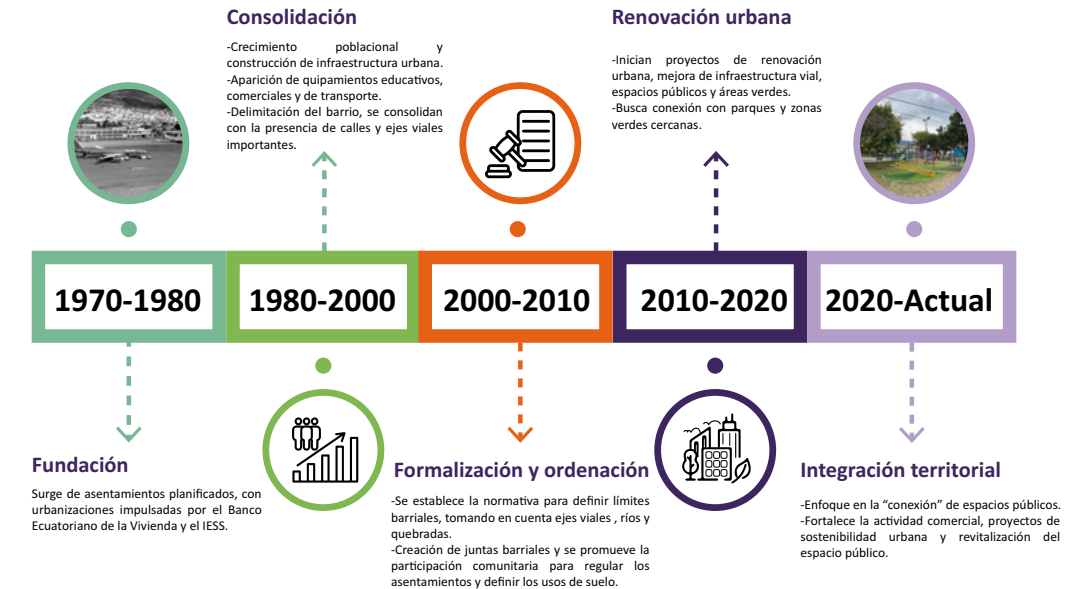 Consolidación
-Crecimiento poblacional y
construcción de infraestructura urbana.
-Aparición de quipamientos educativos,
comerciales y de transporte.
-Delimitación del barrio, se consolidan
con la presencia de calles y ejes viales
importantes.
Renovación urbana
-Inician proyectos de renovación
urbana, mejora de infraestructura vial,
espacios públicos y áreas verdes.
-Busca conexión con parques y zonas
verdes cercanas.
1970-1980
1980-2000
2000-2010
2010-2020
2020-Actual
Fundación
Surge de asentamientos planificados, con
urbanizaciones impulsadas por el Banco
Ecuatoriano de la Vivienda y el IESS.
Formalización y ordenación
-Se establece la normativa para definir límites
barriales, tomando en cuenta ejes viales , ríos y
quebradas.
-Creación de juntas barriales y se promueve la
participación comunitaria para regular los
asentamientos y definir los usos de suelo.
Integración territorial
-Enfoque en la “conexión” de espacios públicos.
-Fortalece la actividad comercial, proyectos de
sostenibilidad urbana y revitalización del
espacio público.